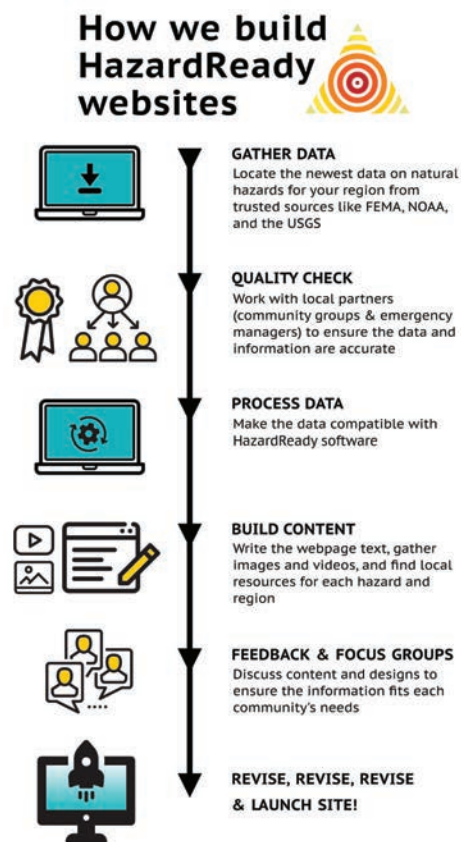 How we build
HazardReady
websites
GATHER DATA
Locate the newest data on natural
hazards for your region from
trusted sources like FEMA, NOAA,
and the USGS
QUALITY CHECK
Work with local partners
(community groups & emergency
managers) to ensure the data and
information are accurate
PROCESS DATA
Make the data compatible with
HazardReady software
BUILD CONTENT
Write the webpage text, gather
images and videos, and find local
resources for each hazard and
region
FEEDBACK & FOCUS GROUPS
Discuss content and designs to
ensure the information fits each
community's needs
REVISE, REVISE, REVISE
& LAUNCH SITE!